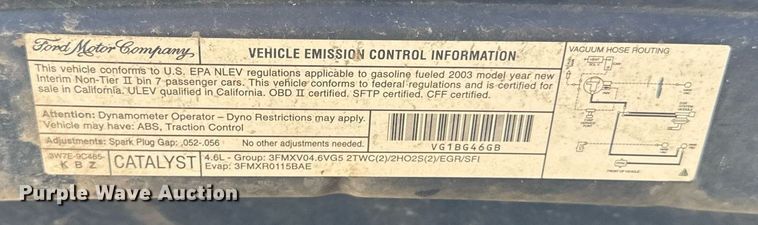 Ford Motor Company
VEHICLE EMISSION CONTROL INFORMATION
VACUUM HOSE ROUTING
This vehicle conforms to U.S. EPA NLEV regulations applicable to gasoline fueled 2003 model year new
Interim Non-Tier II bin 7 passenger cars. This vehicle conforms to federal regulations and is certified for
sale in California. ULEV qualified in California. OBD II certified. SFTP certified. CFF certified.
Attention: Dynamometer Operator - Dyno Restrictions may apply.
Vehicle may have: ABS, Traction Control
Adjustments: Spark Plug Gap: .052-.056
VG1BG46GB
3W7E-9C485-
K B Z
CATALYST
4.6L - Group: 3FMXV04.6VG5 2TWC(2)/2HO2S(2)/EGR/SFI
Evap: 3FMXR0115BAE
FRONT OF VEHICLE
Purple Wave Auction